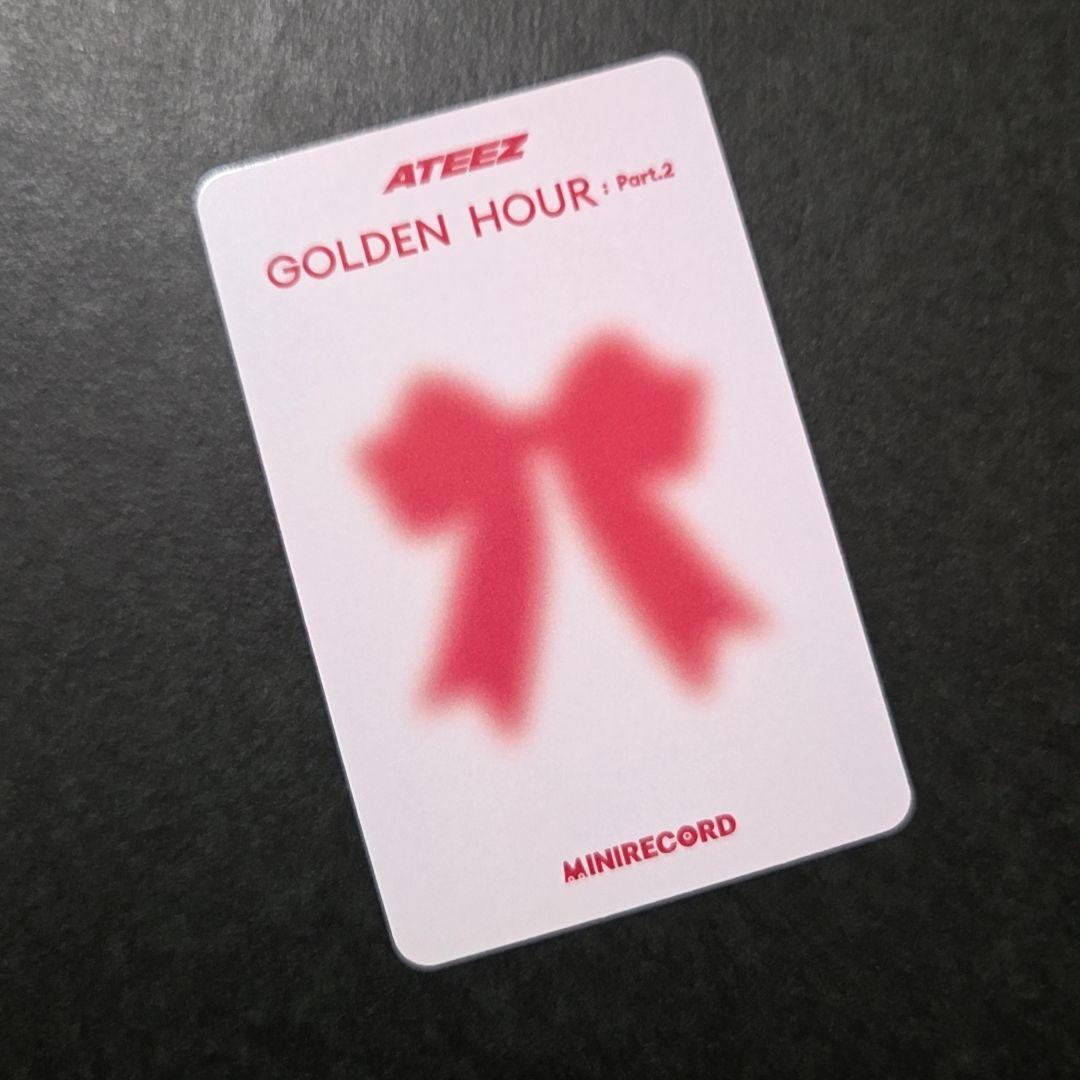 ATEEZ
GOLDEN HOUR : Part.2
MINIRECORD